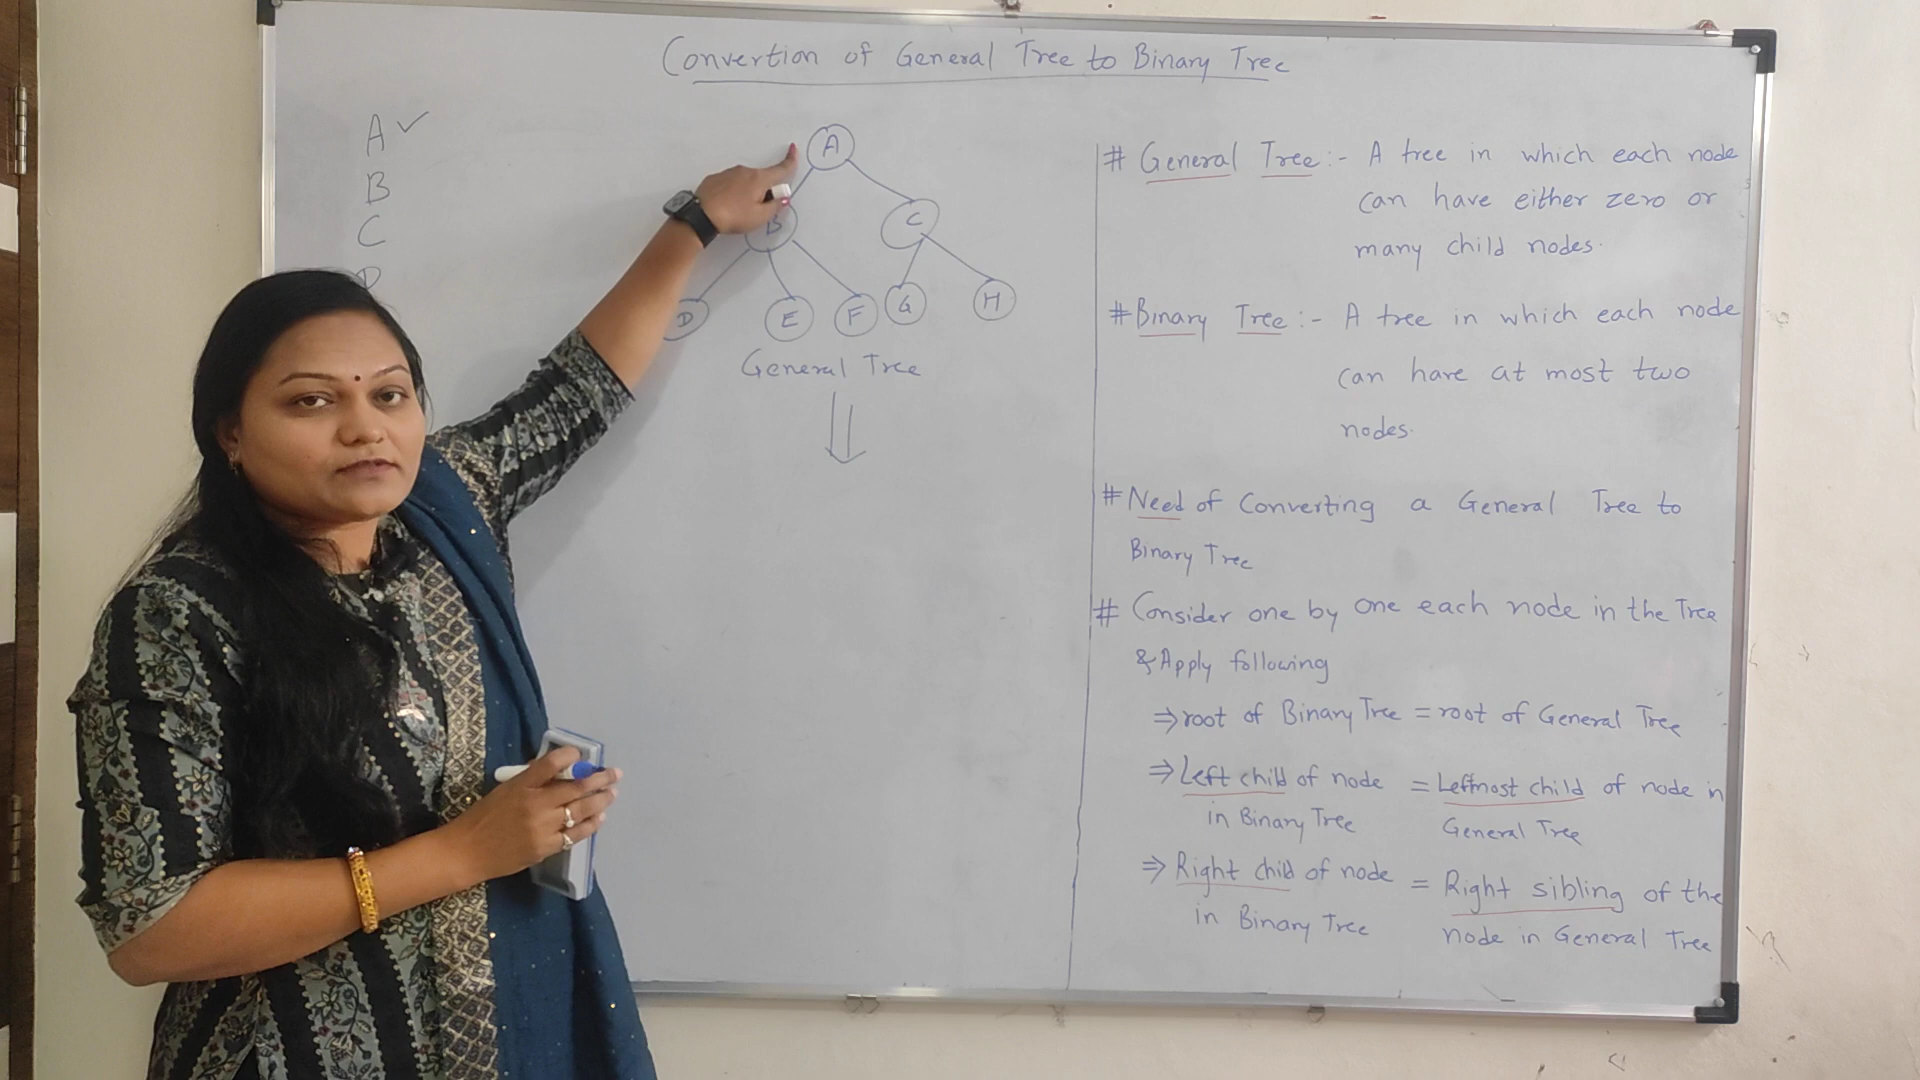 Convertion of General Tree to Binary Tree
A ✓
B
C
D
A
B
C
D
E
F
G
H
General Tree
# General Tree :- A tree in which each node
can have either zero or
many child nodes.
# Binary Tree :- A tree in which each node
can have at most two
nodes.
# Need of Converting a General Tree to
Binary Tree
# Consider one by one each node in the Tree
& Apply following
⇒ root of Binary Tree = root of General Tree
⇒ Left child of node = Leftmost child of node in
in Binary Tree General Tree
⇒ Right child of node = Right sibling of the
in Binary Tree node in General Tree